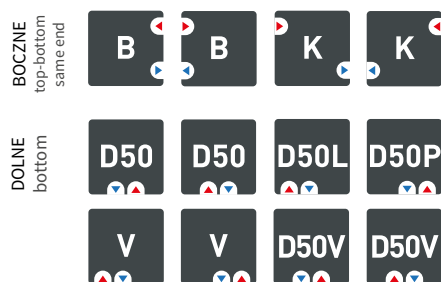 BOCZNE
top-bottom
same end
B B K K
DOLNE
bottom
D50 D50 D50L D50P
V V D50V D50V